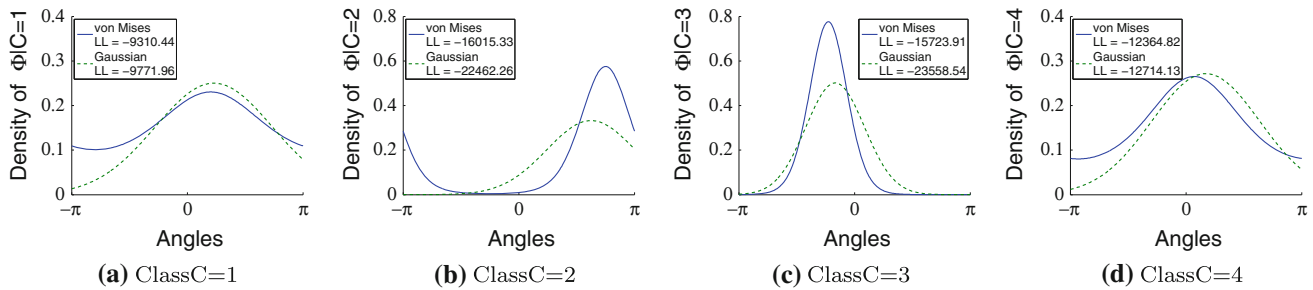 Density of Φ|C=1
0.4
0.3
0.2
0.1
0
von Mises
LL = −9310.44
Gaussian
LL = −9771.96
−π
0
π
Angles
(a) ClassC=1
Density of Φ|C=2
0.8
0.6
0.4
0.2
0
von Mises
LL = −16015.33
Gaussian
LL = −22462.26
−π
0
π
Angles
(b) ClassC=2
Density of Φ|C=3
0.8
0.6
0.4
0.2
0
von Mises
LL = −15723.91
Gaussian
LL = −23558.54
−π
0
π
Angles
(c) ClassC=3
Density of Φ|C=4
0.4
0.3
0.2
0.1
0
von Mises
LL = −12364.82
Gaussian
LL = −12714.13
−π
0
π
Angles
(d) ClassC=4